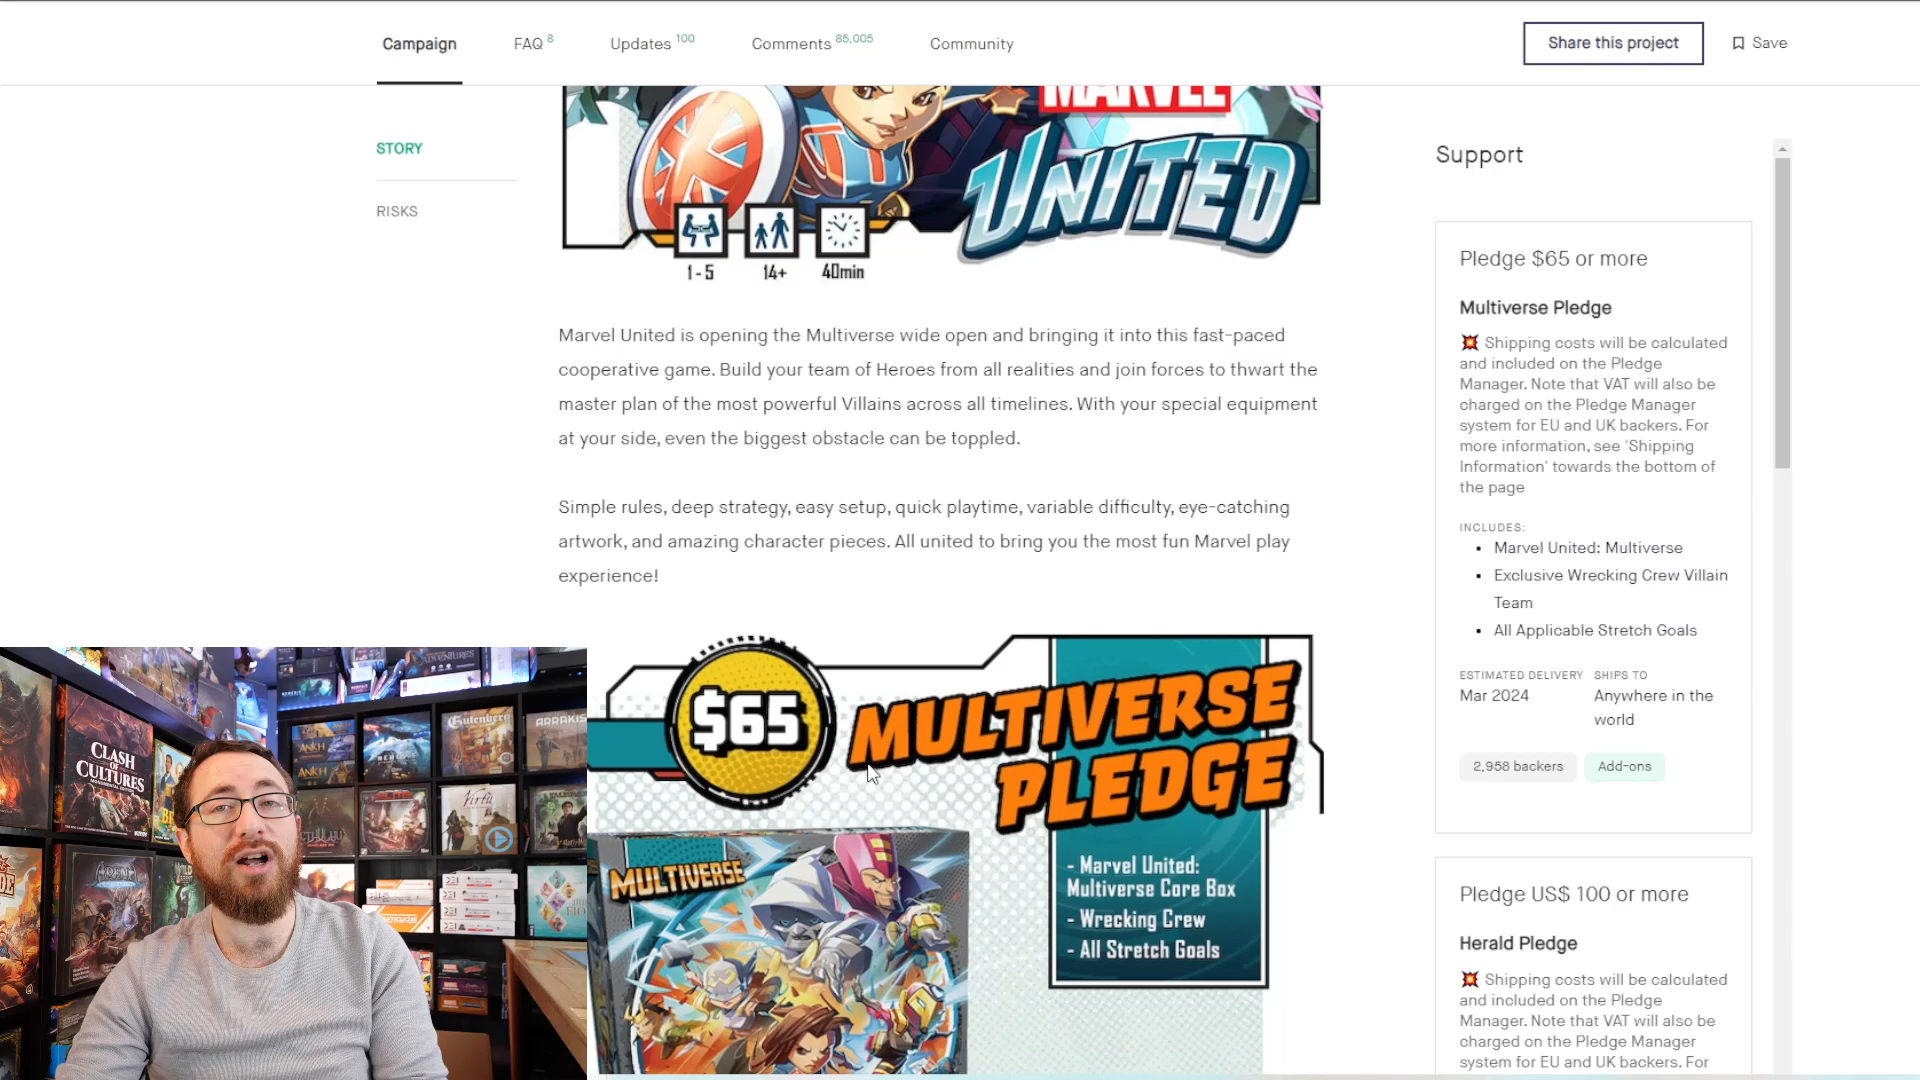 Campaign
FAQ 8
Updates 100
Comments 85,005
Community
Share this project
Save
STORY
RISKS
MARVEL
UNITED
1-5
14+
40min
Marvel United is opening the Multiverse wide open and bringing it into this fast-paced
cooperative game. Build your team of Heroes from all realities and join forces to thwart the
master plan of the most powerful Villains across all timelines. With your special equipment
at your side, even the biggest obstacle can be toppled.
Simple rules, deep strategy, easy setup, quick playtime, variable difficulty, eye-catching
artwork, and amazing character pieces. All united to bring you the most fun Marvel play
experience!
$65
MULTIVERSE
PLEDGE
- Marvel United:
Multiverse Core Box
- Wrecking Crew
- All Stretch Goals
MULTIVERSE
Support
Pledge $65 or more
Multiverse Pledge
Shipping costs will be calculated
and included on the Pledge
Manager. Note that VAT will also be
charged on the Pledge Manager
system for EU and UK backers. For
more information, see 'Shipping
Information' towards the bottom of
the page
INCLUDES:
• Marvel United: Multiverse
• Exclusive Wrecking Crew Villain
Team
• All Applicable Stretch Goals
ESTIMATED DELIVERY
Mar 2024
SHIPS TO
Anywhere in the
world
2,958 backers
Add-ons
Pledge US$ 100 or more
Herald Pledge
Shipping costs will be calculated
and included on the Pledge
Manager. Note that VAT will also be
charged on the Pledge Manager
system for EU and UK backers. For
CLASH
OF
CULTURES
MONUMENTAL EDITION
ANKH
ANKH
Gutenberg
ARRAKIS
Virtù